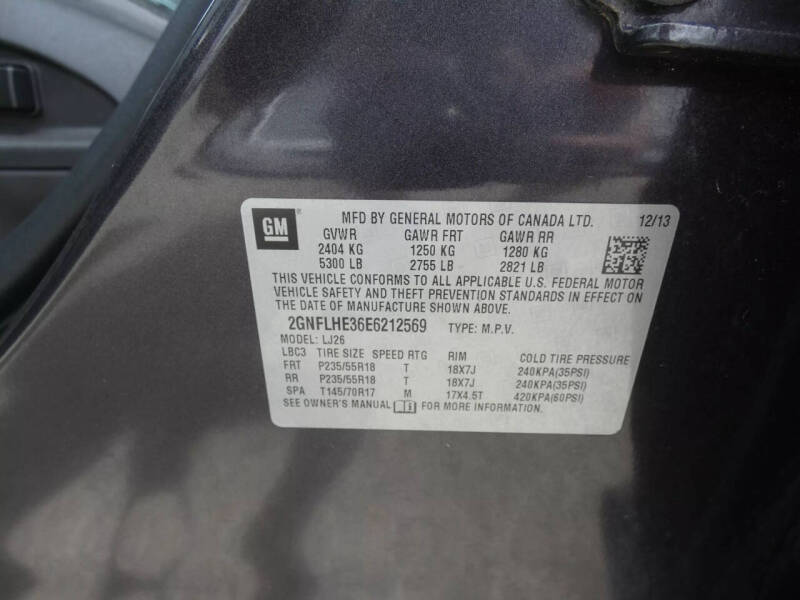 GM ® MFD BY GENERAL MOTORS OF CANADA LTD. 12/13
GVWR GAWR FRT GAWR RR
2404 KG 1250 KG 1280 KG
5300 LB 2755 LB 2821 LB
THIS VEHICLE CONFORMS TO ALL APPLICABLE U.S. FEDERAL MOTOR
VEHICLE SAFETY AND THEFT PREVENTION STANDARDS IN EFFECT ON
THE DATE OF MANUFACTURE SHOWN ABOVE.
2GNFLHE36E6212569 TYPE: M.P.V.
MODEL: LJ26
LBC3 TIRE SIZE SPEED RTG RIM COLD TIRE PRESSURE
FRT P235/55R18 T 18X7J 240KPA(35PSI)
RR P235/55R18 T 18X7J 240KPA(35PSI)
SPA T145/70R17 M 17X4.5T 420KPA(60PSI)
SEE OWNER'S MANUAL FOR MORE INFORMATION.